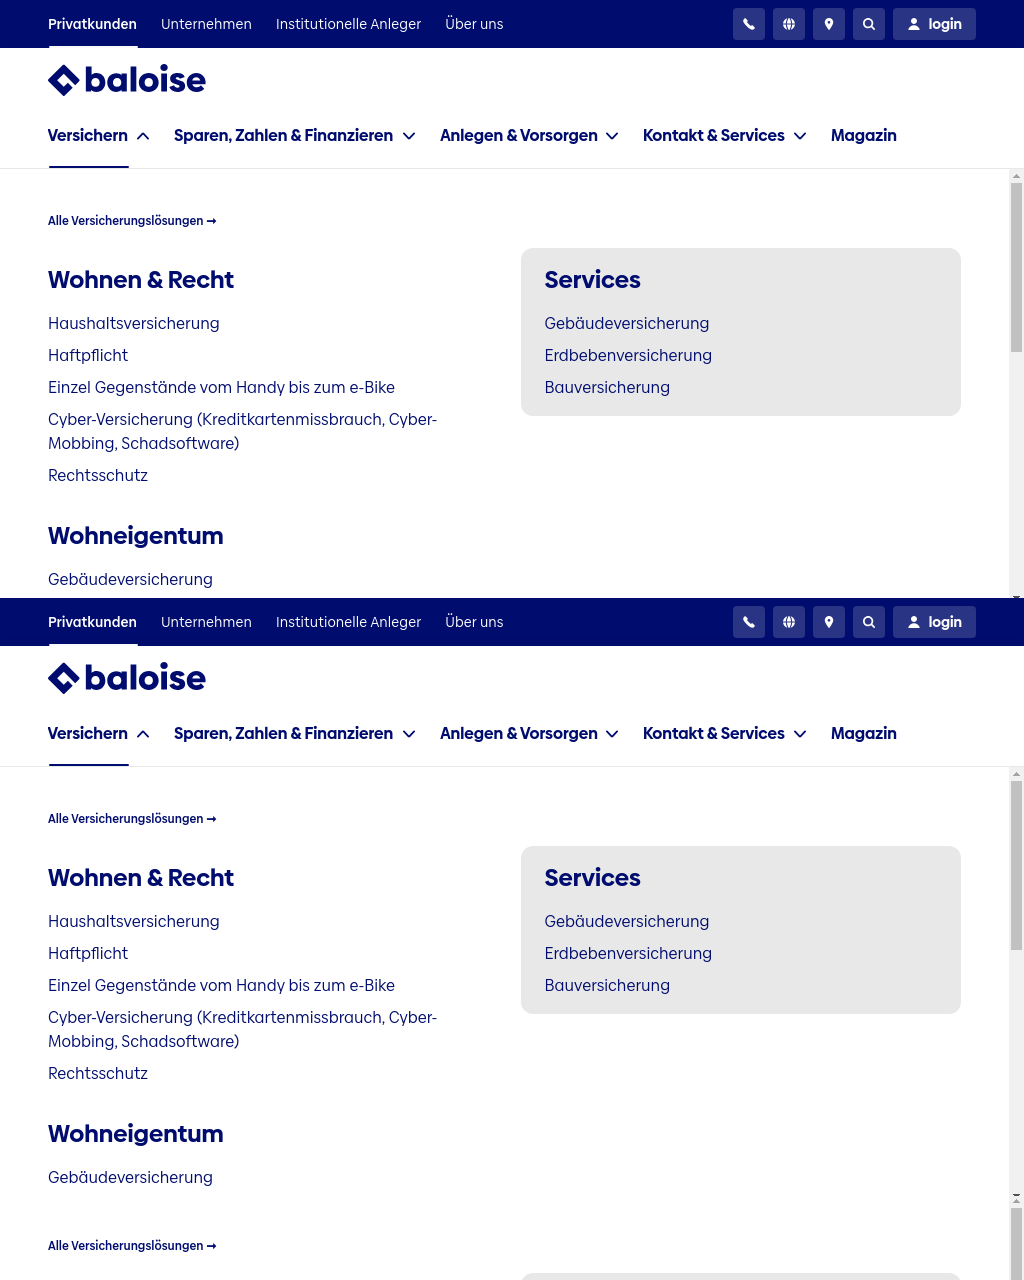 Privatkunden Unternehmen Institutionelle Anleger Über uns login
baloise
Versichern Sparen, Zahlen & Finanzieren Anlegen & Vorsorgen Kontakt & Services Magazin
Alle Versicherungslösungen ➞
Wohnen & Recht
Haushaltsversicherung
Haftpflicht
Einzel Gegenstände vom Handy bis zum e-Bike
Cyber-Versicherung (Kreditkartenmissbrauch, Cyber-
Mobbing, Schadsoftware)
Rechtsschutz
Wohneigentum
Gebäudeversicherung
Services
Gebäudeversicherung
Erdbebenversicherung
Bauversicherung
Privatkunden Unternehmen Institutionelle Anleger Über uns login
baloise
Versichern Sparen, Zahlen & Finanzieren Anlegen & Vorsorgen Kontakt & Services Magazin
Alle Versicherungslösungen ➞
Wohnen & Recht
Haushaltsversicherung
Haftpflicht
Einzel Gegenstände vom Handy bis zum e-Bike
Cyber-Versicherung (Kreditkartenmissbrauch, Cyber-
Mobbing, Schadsoftware)
Rechtsschutz
Wohneigentum
Gebäudeversicherung
Services
Gebäudeversicherung
Erdbebenversicherung
Bauversicherung
Alle Versicherungslösungen ➞